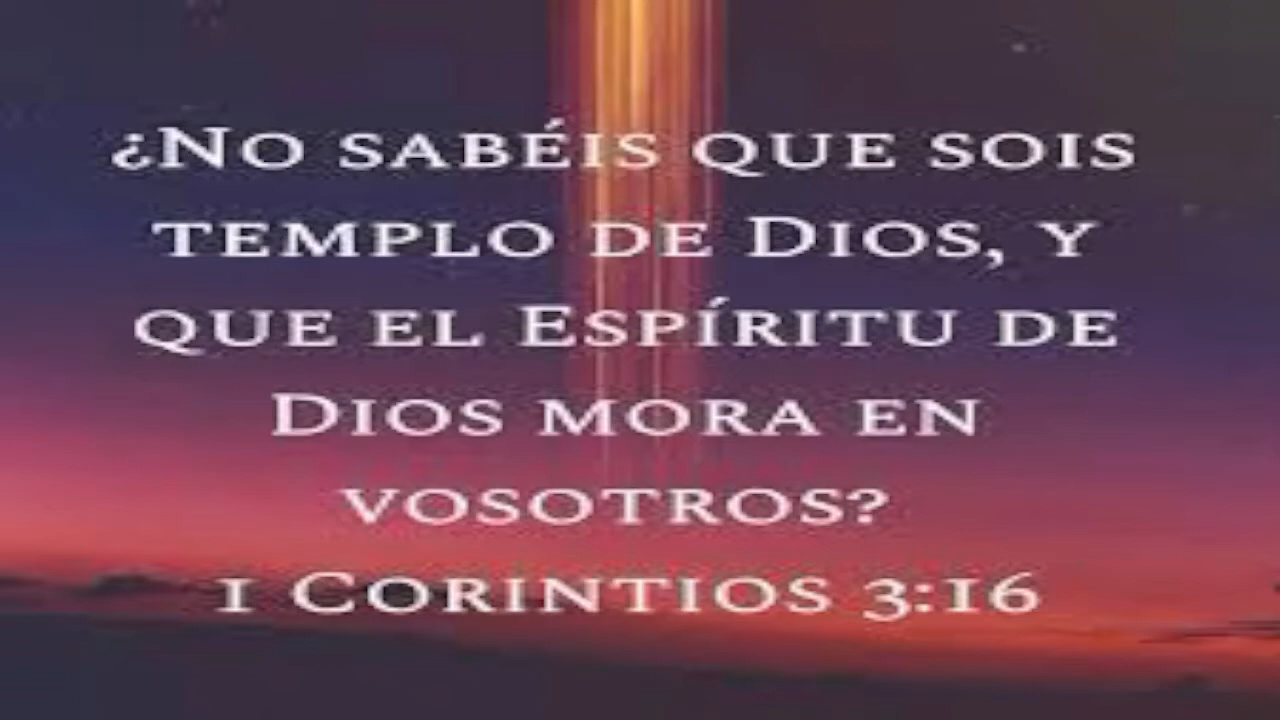 ¿No sabéis que sois
templo de Dios, y
que el Espíritu de
Dios mora en
vosotros?
1 Corintios 3:16